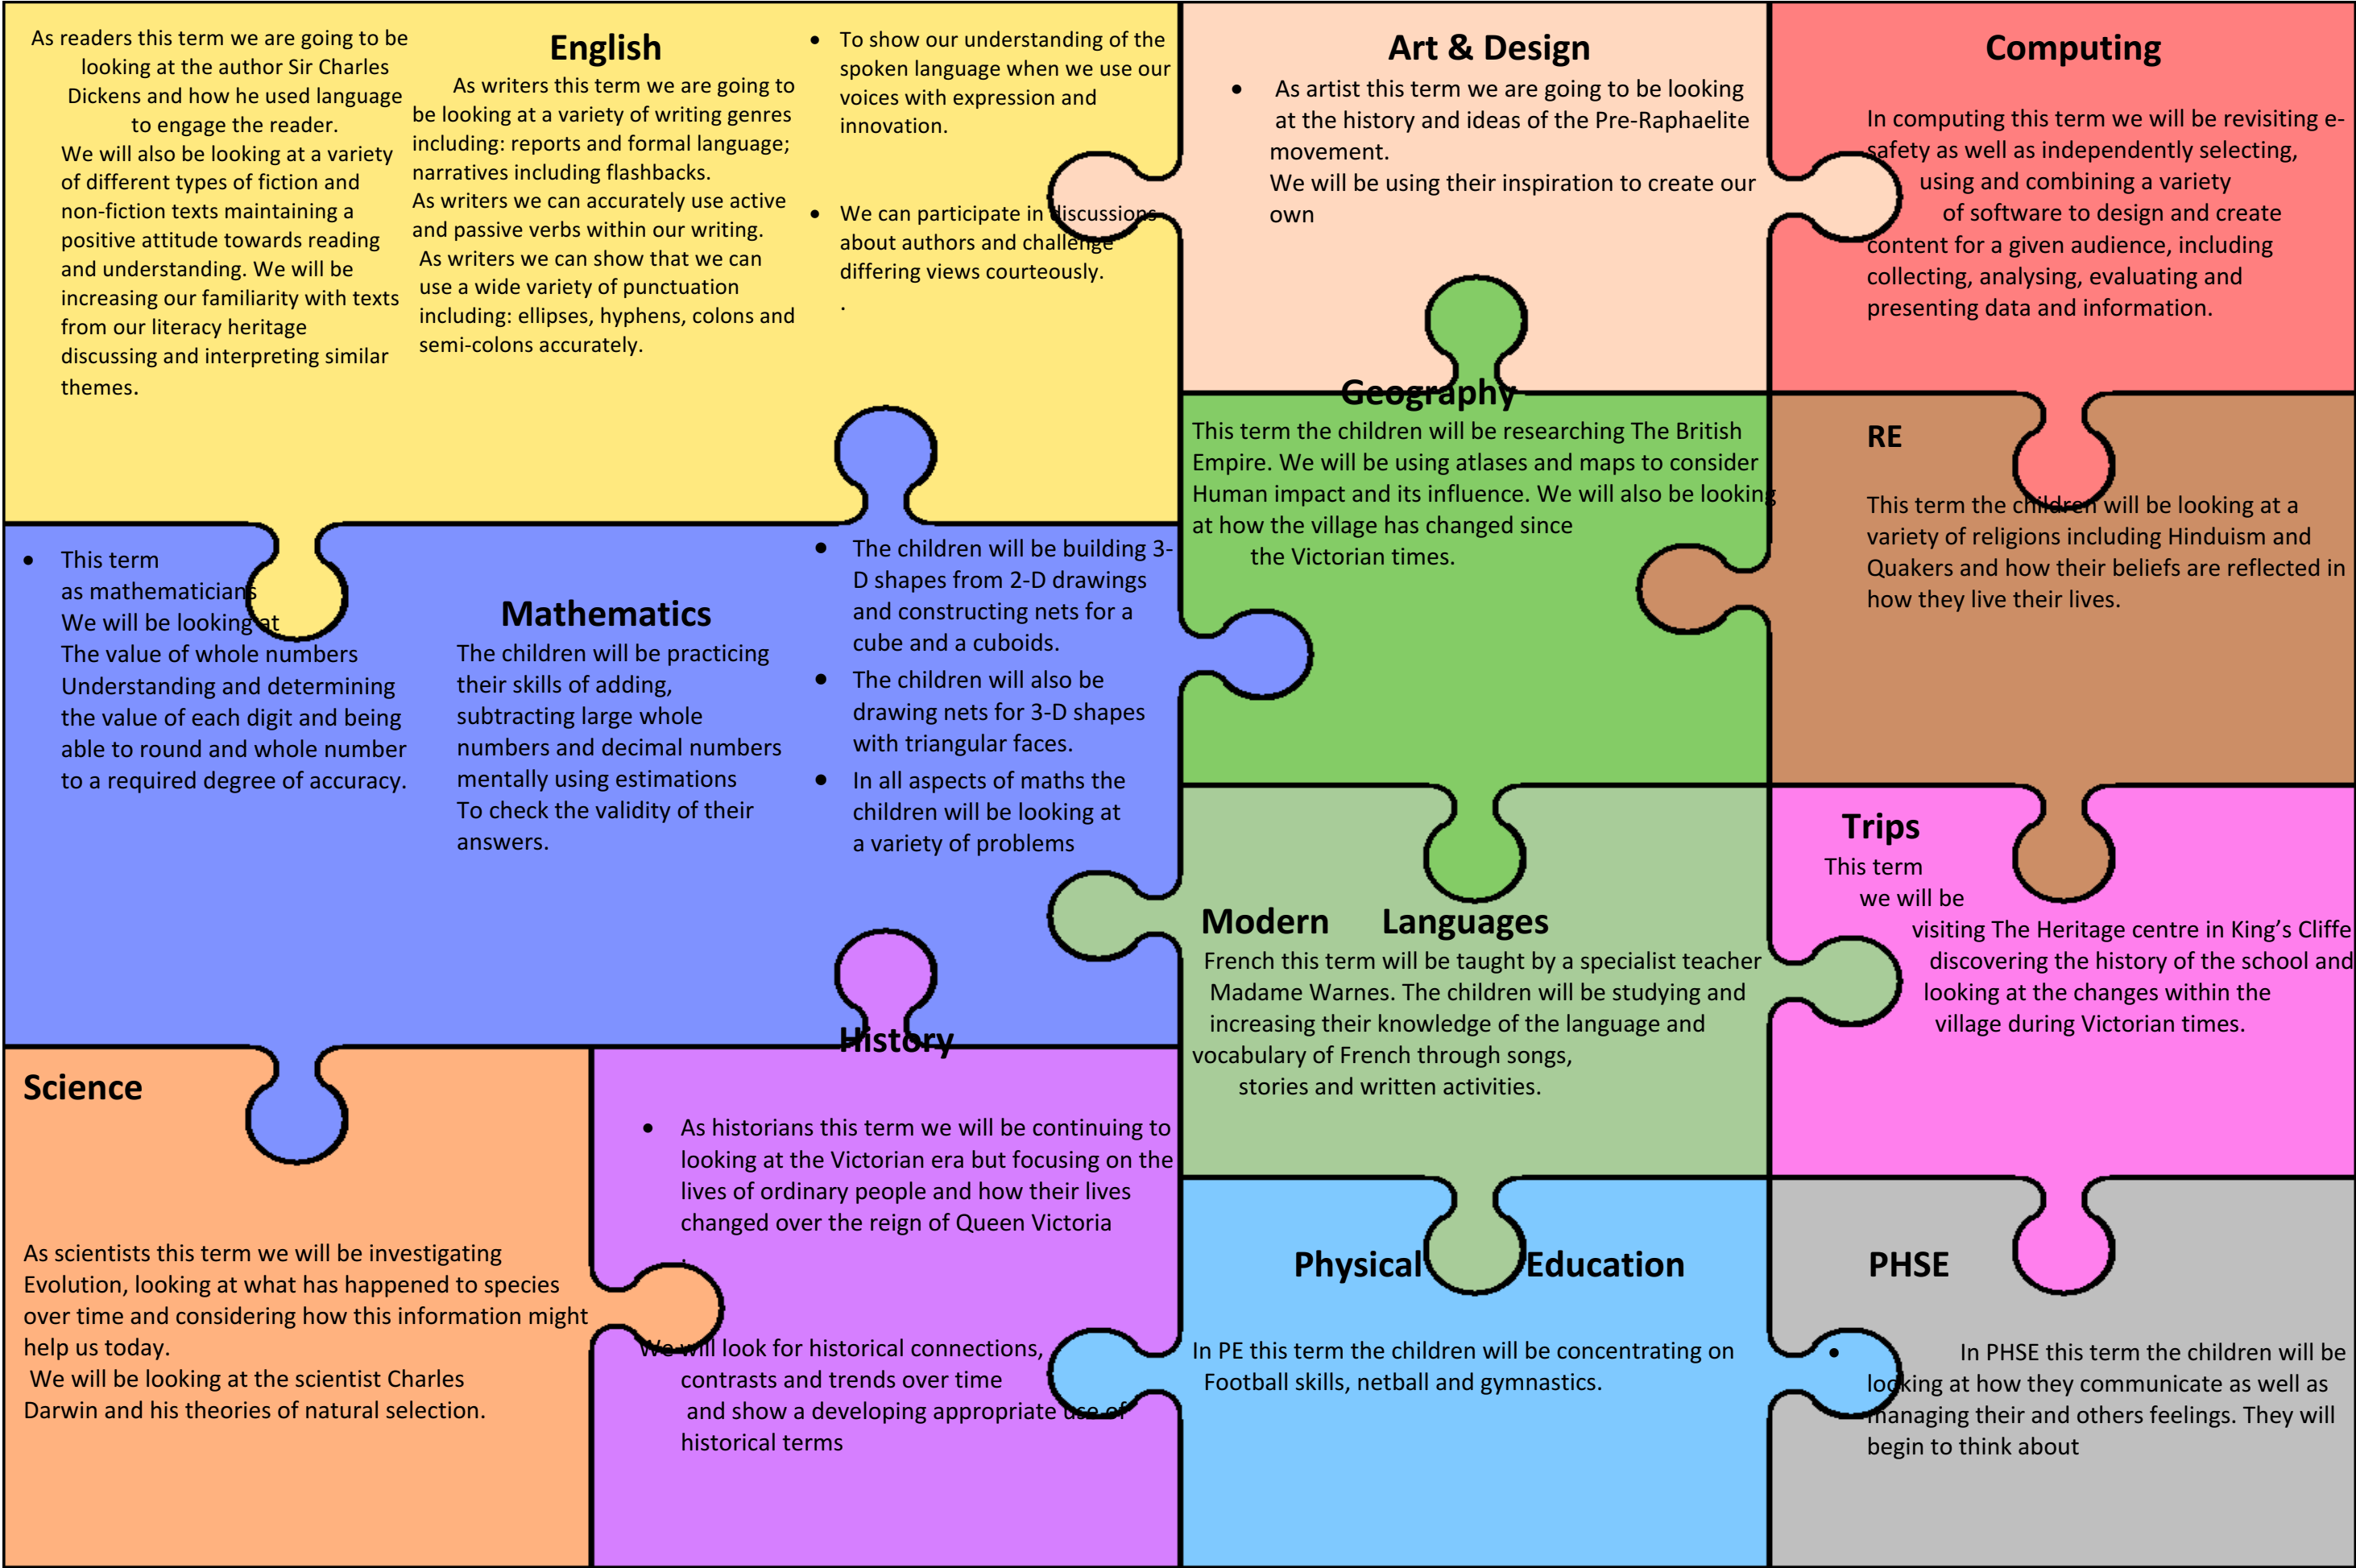 As readers this term we are going to be
looking at the author Sir Charles
Dickens and how he used language
to engage the reader.
We will also be looking at a variety
of different types of fiction and
non-fiction texts maintaining a
positive attitude towards reading
and understanding. We will be
increasing our familiarity with texts
from our literacy heritage
discussing and interpreting similar
themes.
English
As writers this term we are going to
be looking at a variety of writing genres
including: reports and formal language;
narratives including flashbacks.
As writers we can accurately use active
and passive verbs within our writing.
As writers we can show that we can
use a wide variety of punctuation
including: ellipses, hyphens, colons and
semi-colons accurately.
• To show our understanding of the
spoken language when we use our
voices with expression and
innovation.
• We can participate in discussions
about authors and challenge
differing views courteously.
.
Art & Design
• As artist this term we are going to be looking
at the history and ideas of the Pre-Raphaelite
movement.
We will be using their inspiration to create our
own
Computing
In computing this term we will be revisiting e-
safety as well as independently selecting,
using and combining a variety
of software to design and create
content for a given audience, including
collecting, analysing, evaluating and
presenting data and information.
Geography
This term the children will be researching The British
Empire. We will be using atlases and maps to consider
Human impact and its influence. We will also be looking
at how the village has changed since
the Victorian times.
RE
This term the children will be looking at a
variety of religions including Hinduism and
Quakers and how their beliefs are reflected in
how they live their lives.
• This term
as mathematicians
We will be looking at
The value of whole numbers
Understanding and determining
the value of each digit and being
able to round and whole number
to a required degree of accuracy.
Mathematics
The children will be practicing
their skills of adding,
subtracting large whole
numbers and decimal numbers
mentally using estimations
To check the validity of their
answers.
• The children will be building 3-
D shapes from 2-D drawings
and constructing nets for a
cube and a cuboids.
• The children will also be
drawing nets for 3-D shapes
with triangular faces.
• In all aspects of maths the
children will be looking at
a variety of problems
Modern Languages
French this term will be taught by a specialist teacher
Madame Warnes. The children will be studying and
increasing their knowledge of the language and
vocabulary of French through songs,
stories and written activities.
Trips
This term
we will be
visiting The Heritage centre in King's Cliffe
discovering the history of the school and
looking at the changes within the
village during Victorian times.
Science
As scientists this term we will be investigating
Evolution, looking at what has happened to species
over time and considering how this information might
help us today.
We will be looking at the scientist Charles
Darwin and his theories of natural selection.
History
• As historians this term we will be continuing to
looking at the Victorian era but focusing on the
lives of ordinary people and how their lives
changed over the reign of Queen Victoria
.
We will look for historical connections,
contrasts and trends over time
and show a developing appropriate use of
historical terms
Physical Education
In PE this term the children will be concentrating on
Football skills, netball and gymnastics.
PHSE
• In PHSE this term the children will be
looking at how they communicate as well as
managing their and others feelings. They will
begin to think about